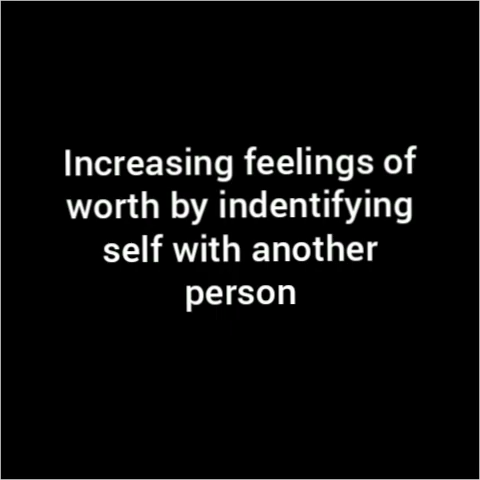 Increasing feelings of
worth by indentifying
self with another
person